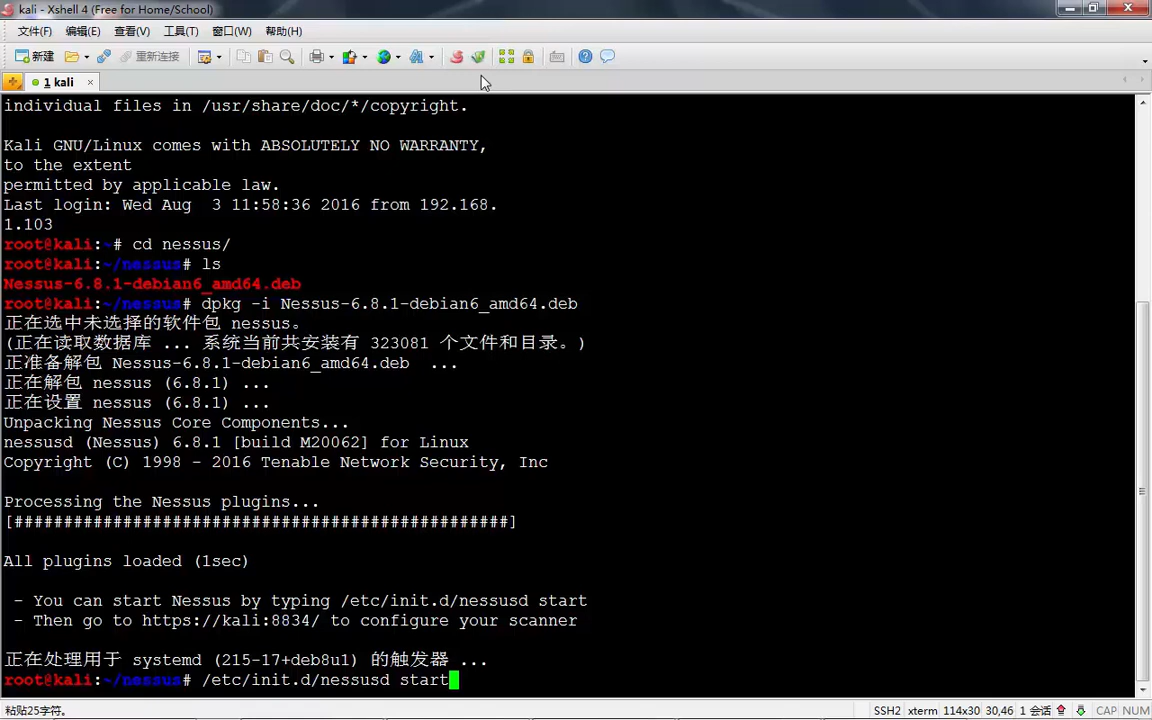 kali - Xshell 4 (Free for Home/School)
文件(F) 编辑(E) 查看(V) 工具(T) 窗口(W) 帮助(H)
新建 重新连接
1 kali ×
individual files in /usr/share/doc/*/copyright.
Kali GNU/Linux comes with ABSOLUTELY NO WARRANTY,
to the extent
permitted by applicable law.
Last login: Wed Aug  3 11:58:36 2016 from 192.168.
1.103
root@kali:~# cd nessus/
root@kali:~/nessus# ls
Nessus-6.8.1-debian6_amd64.deb
root@kali:~/nessus# dpkg -i Nessus-6.8.1-debian6_amd64.deb
正在选中未选择的软件包 nessus。
(正在读取数据库 ... 系统当前共安装有 323081 个文件和目录。)
正准备解包 Nessus-6.8.1-debian6_amd64.deb  ...
正在解包 nessus (6.8.1) ...
正在设置 nessus (6.8.1) ...
Unpacking Nessus Core Components...
nessusd (Nessus) 6.8.1 [build M20062] for Linux
Copyright (C) 1998 - 2016 Tenable Network Security, Inc
Processing the Nessus plugins...
[##################################################]
All plugins loaded (1sec)
 - You can start Nessus by typing /etc/init.d/nessusd start
 - Then go to https://kali:8834/ to configure your scanner
正在处理用于 systemd (215-17+deb8u1) 的触发器 ...
root@kali:~/nessus# /etc/init.d/nessusd start
粘贴25字符。 SSH2 xterm 114x30 30,46 1 会话 CAP NUM